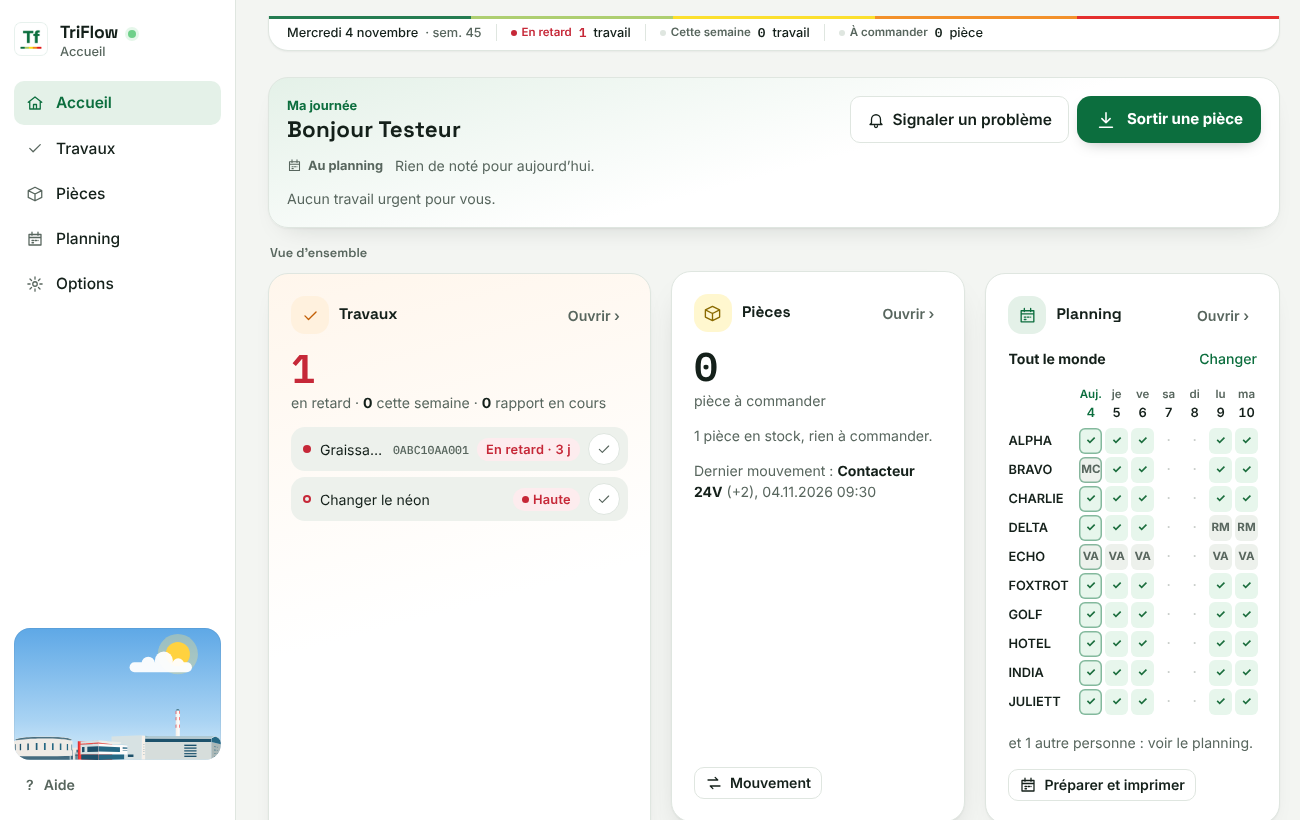 Tf TriFlow
Accueil
Accueil
Travaux
Pièces
Planning
Options
? Aide
Mercredi 4 novembre · sem. 45 En retard 1 travail Cette semaine 0 travail À commander 0 pièce
Ma journée
Bonjour Testeur
Signaler un problème
Sortir une pièce
Au planning Rien de noté pour aujourd’hui.
Aucun travail urgent pour vous.
Vue d’ensemble
Travaux Ouvrir ›
1
en retard · 0 cette semaine · 0 rapport en cours
Graissa... 0ABC10AA001 En retard · 3 j
Changer le néon Haute
Pièces Ouvrir ›
0
pièce à commander
1 pièce en stock, rien à commander.
Dernier mouvement : Contacteur
24V (+2), 04.11.2026 09:30
Mouvement
Planning Ouvrir ›
Tout le monde Changer
Auj. je ve sa di lu ma
4 5 6 7 8 9 10
ALPHA
BRAVO MC
CHARLIE
DELTA RM RM
ECHO VA VA VA VA VA
FOXTROT
GOLF
HOTEL
INDIA
JULIETT
et 1 autre personne : voir le planning.
Préparer et imprimer